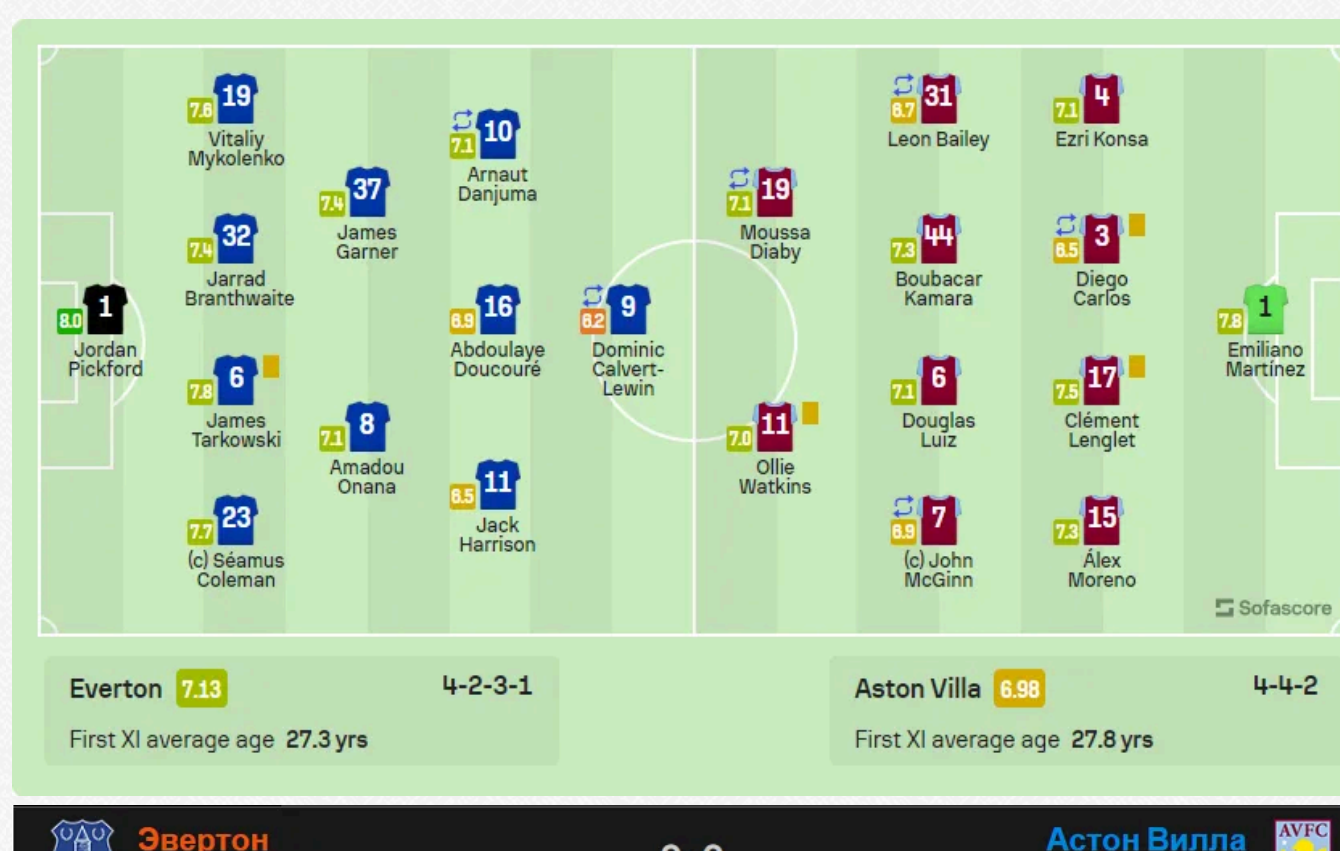 19
7.6
Vitaliy
Mykolenko
32
7.4
Jarrad
Branthwaite
1
8.0
Jordan
Pickford
6
7.8
James
Tarkowski
23
7.7
(c) Séamus
Coleman
37
7.4
James
Garner
8
7.1
Amadou
Onana
10
7.1
Arnaut
Danjuma
16
6.9
Abdoulaye
Doucouré
11
6.5
Jack
Harrison
9
6.2
Dominic
Calvert-
Lewin
19
7.1
Moussa
Diaby
11
7.0
Ollie
Watkins
31
6.7
Leon Bailey
44
7.3
Boubacar
Kamara
6
7.1
Douglas
Luiz
7
6.9
(c) John
McGinn
4
7.1
Ezri Konsa
3
6.5
Diego
Carlos
17
7.5
Clément
Lenglet
15
7.3
Álex
Moreno
1
7.8
Emiliano
Martínez
Sofascore
Everton 7.13 4-2-3-1
First XI average age 27.3 yrs
Aston Villa 6.98 4-4-2
First XI average age 27.8 yrs
Эвертон
Астон Вилла
AVFC